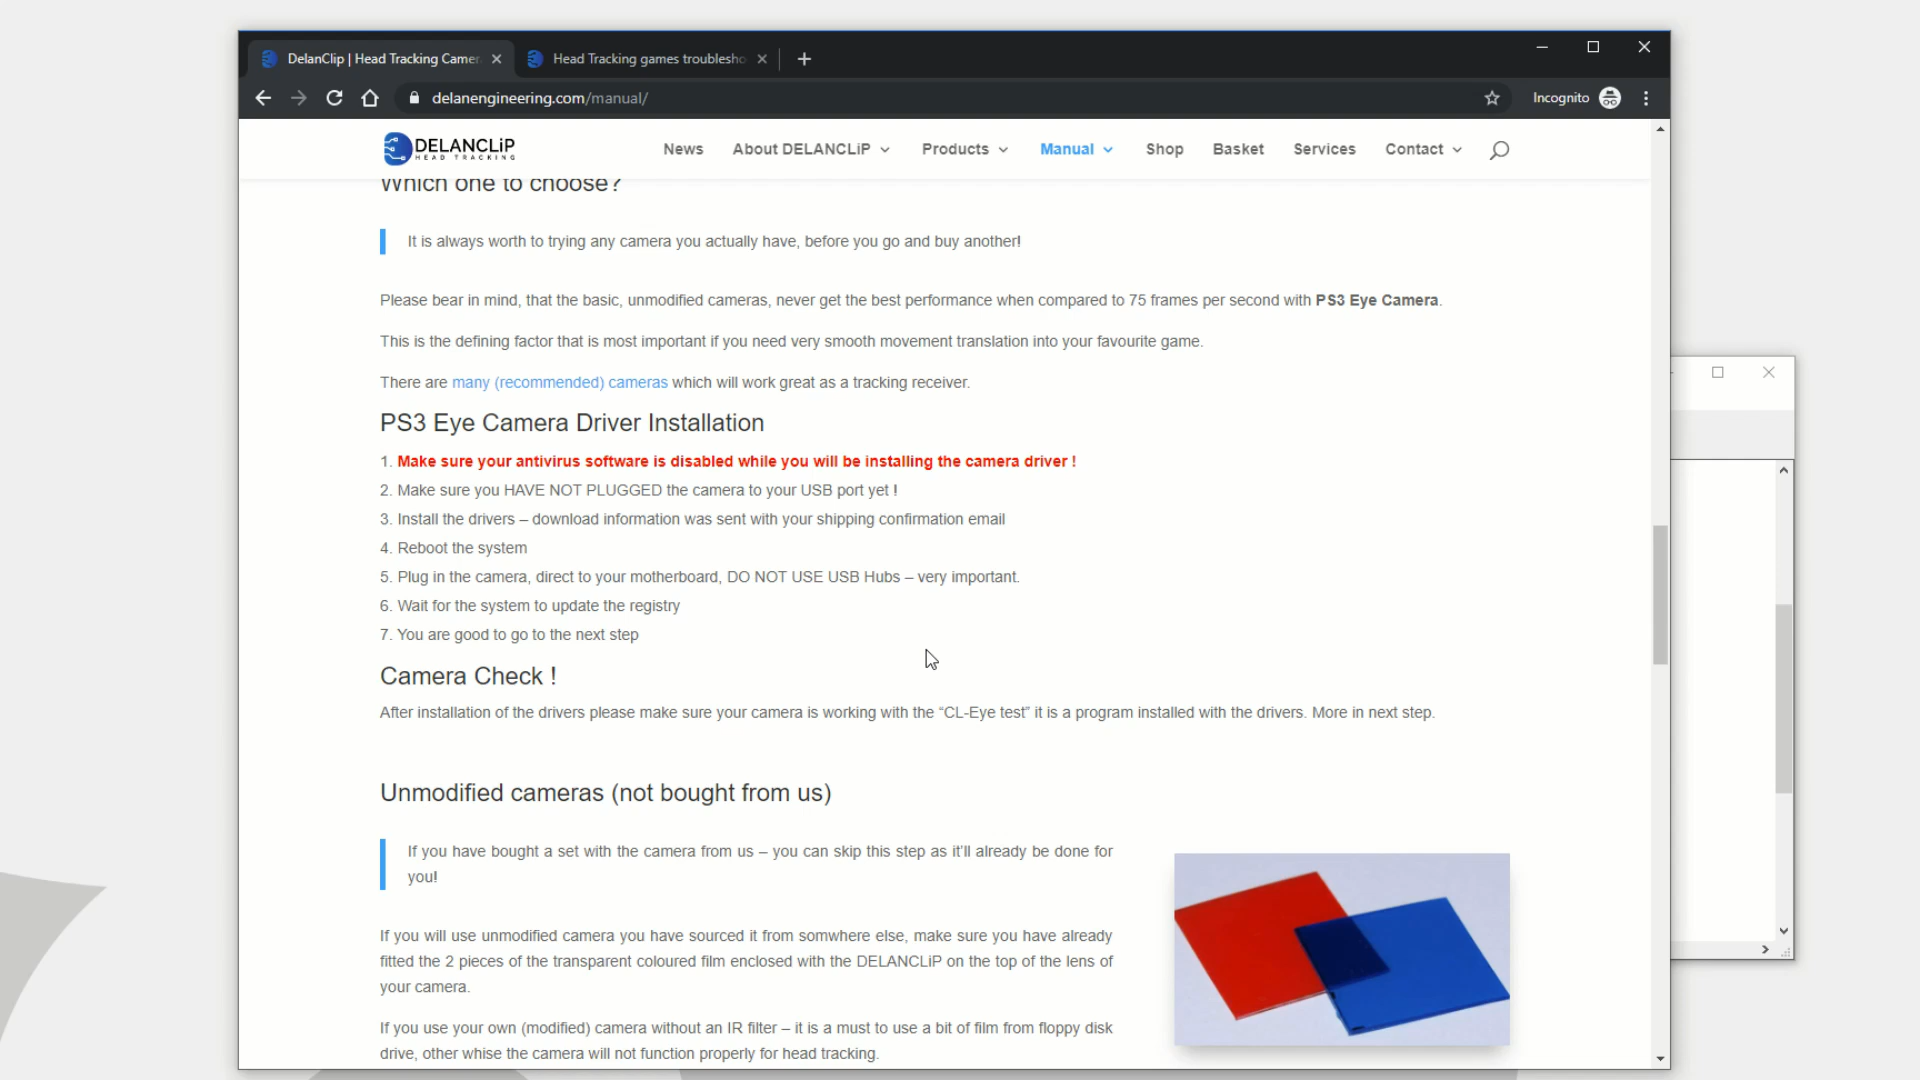 DelanClip | Head Tracking Camer
Head Tracking games troublesho
delanengineering.com/manual/
Incognito
DELANCLiP
HEAD TRACKING
News
About DELANCLiP
Products
Manual
Shop
Basket
Services
Contact
Which one to choose?
It is always worth to trying any camera you actually have, before you go and buy another!
Please bear in mind, that the basic, unmodified cameras, never get the best performance when compared to 75 frames per second with PS3 Eye Camera.
This is the defining factor that is most important if you need very smooth movement translation into your favourite game.
There are many (recommended) cameras which will work great as a tracking receiver.
PS3 Eye Camera Driver Installation
1. Make sure your antivirus software is disabled while you will be installing the camera driver !
2. Make sure you HAVE NOT PLUGGED the camera to your USB port yet !
3. Install the drivers – download information was sent with your shipping confirmation email
4. Reboot the system
5. Plug in the camera, direct to your motherboard, DO NOT USE USB Hubs – very important.
6. Wait for the system to update the registry
7. You are good to go to the next step
Camera Check !
After installation of the drivers please make sure your camera is working with the “CL-Eye test” it is a program installed with the drivers. More in next step.
Unmodified cameras (not bought from us)
If you have bought a set with the camera from us – you can skip this step as it’ll already be done for
you!
If you will use unmodified camera you have sourced it from somwhere else, make sure you have already
fitted the 2 pieces of the transparent coloured film enclosed with the DELANCLiP on the top of the lens of
your camera.
If you use your own (modified) camera without an IR filter – it is a must to use a bit of film from floppy disk
drive, other whise the camera will not function properly for head tracking.